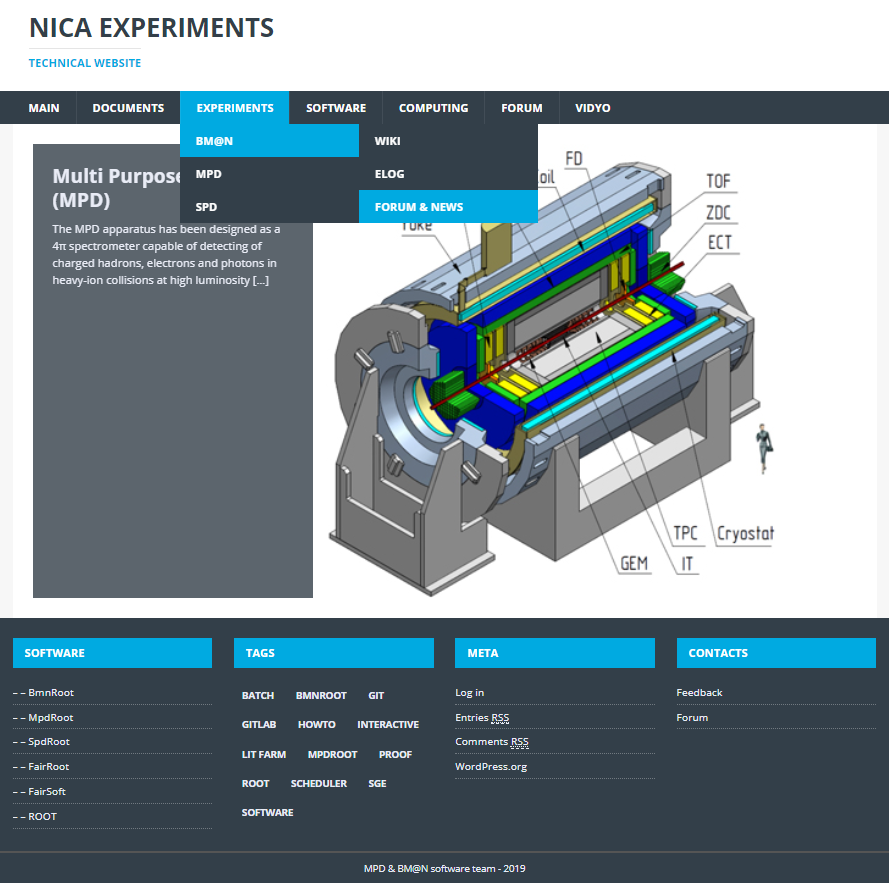 NICA EXPERIMENTS
TECHNICAL WEBSITE
MAIN DOCUMENTS EXPERIMENTS SOFTWARE COMPUTING FORUM VIDYO
BM@N WIKI
MPD ELOG
SPD FORUM & NEWS
Multi Purpose
(MPD)
The MPD apparatus has been designed as a
4π spectrometer capable of detecting of
charged hadrons, electrons and photons in
heavy-ion collisions at high luminosity [...]
FD
oil
TOF
ZDC
ECT
Yoke
TPC
Cryostat
GEM
IT
SOFTWARE
– – BmnRoot
– – MpdRoot
– – SpdRoot
– – FairRoot
– – FairSoft
– – ROOT
TAGS
BATCH BMNROOT GIT
GITLAB HOWTO INTERACTIVE
LIT FARM MPDROOT PROOF
ROOT SCHEDULER SGE
SOFTWARE
META
Log in
Entries RSS
Comments RSS
WordPress.org
CONTACTS
Feedback
Forum
MPD & BM@N software team - 2019